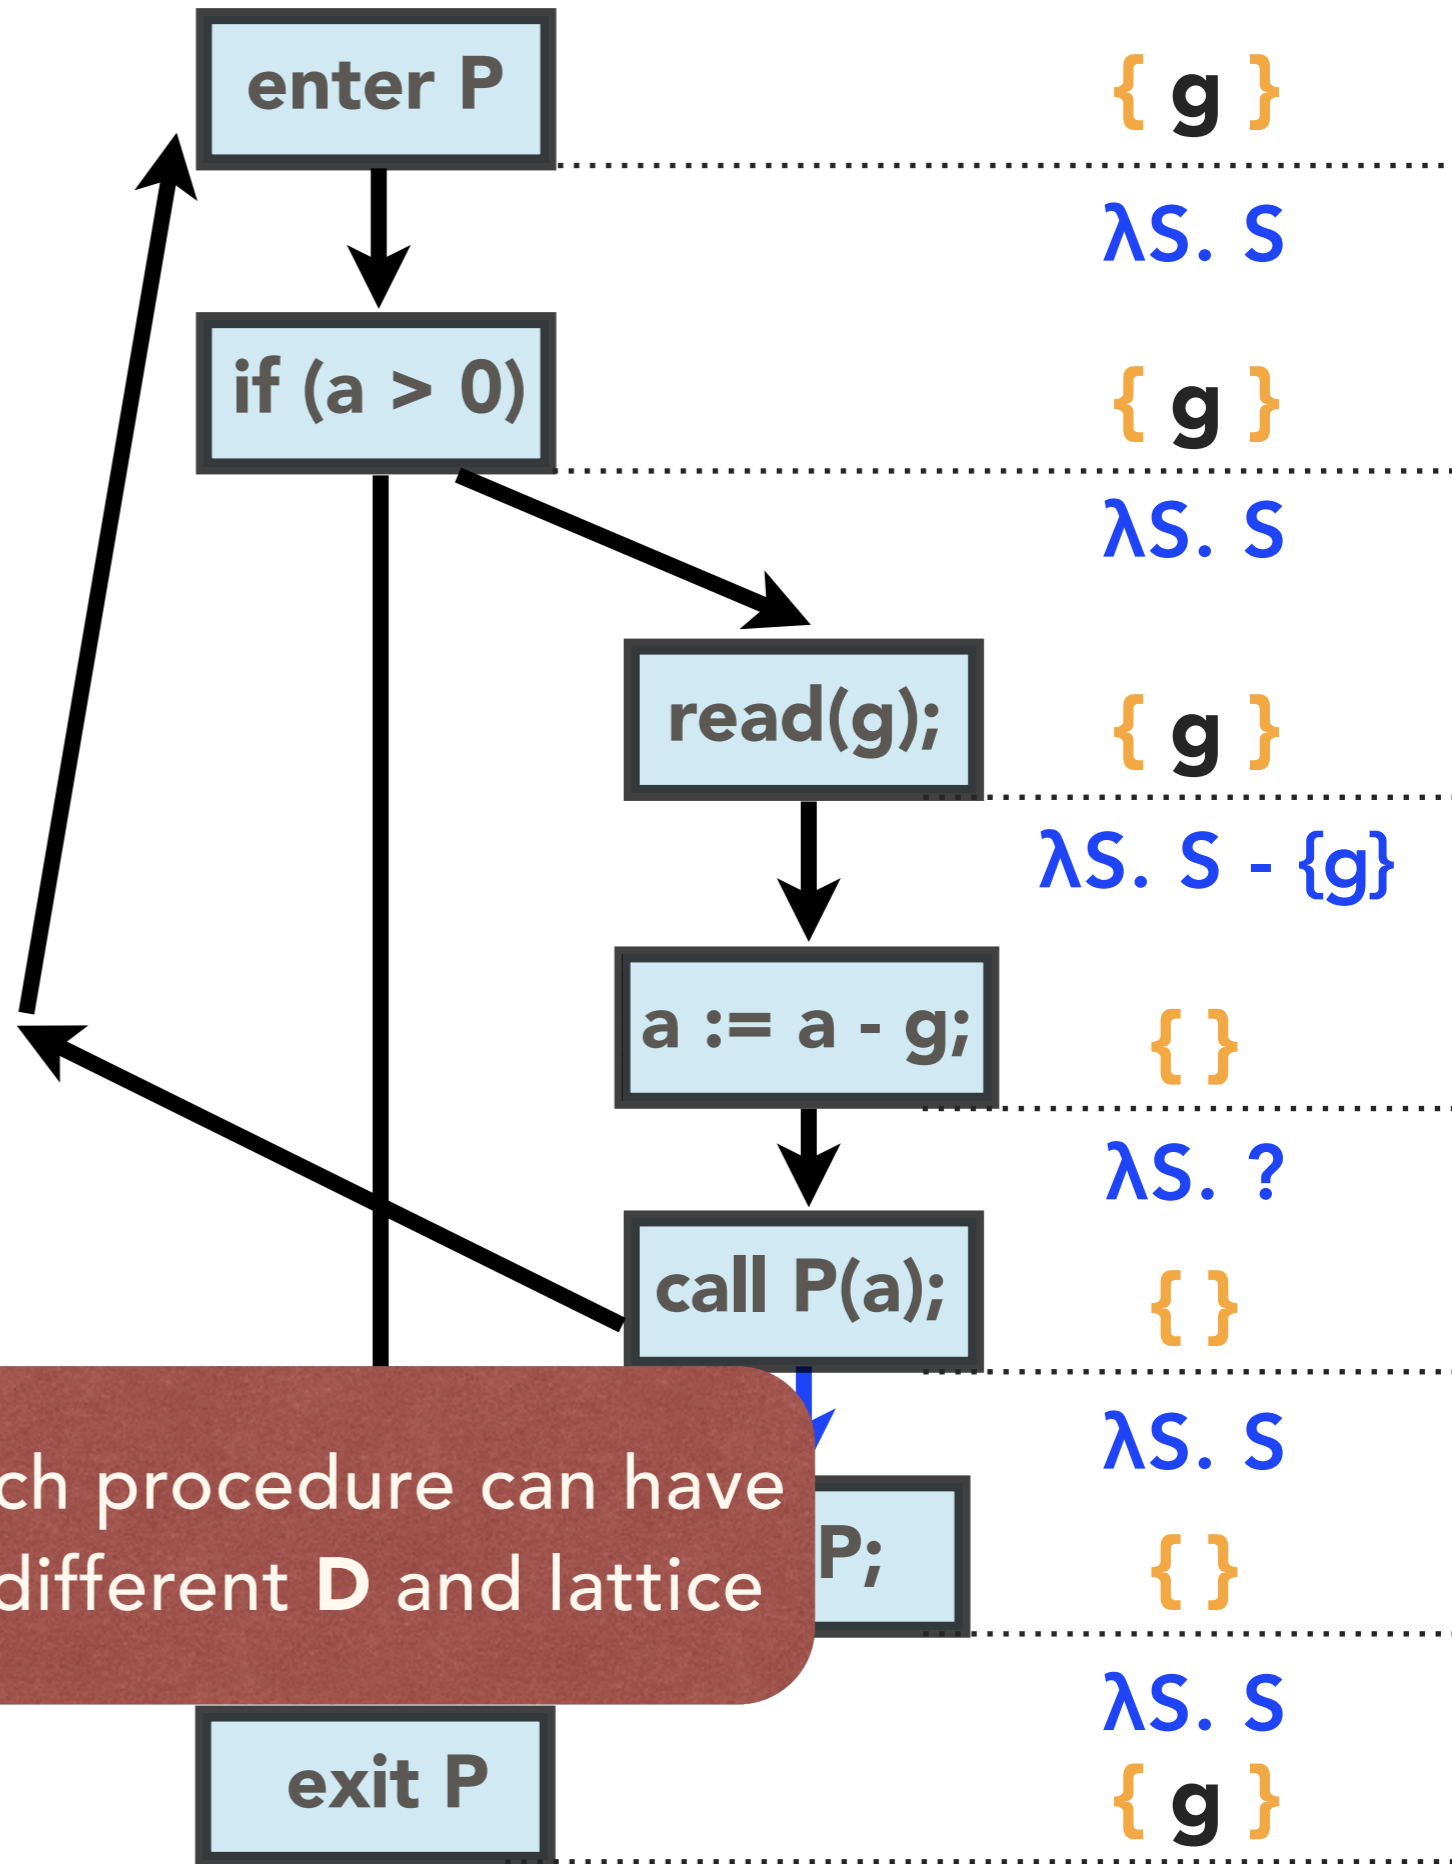 enter P
{ g }
λS. S
if (a > 0)
{ g }
λS. S
read(g);
{ g }
λS. S - {g}
a := a - g;
{ }
λS. ?
call P(a);
{ }
λS. S
ch procedure can have
different D and lattice
P;
{ }
λS. S
exit P
{ g }